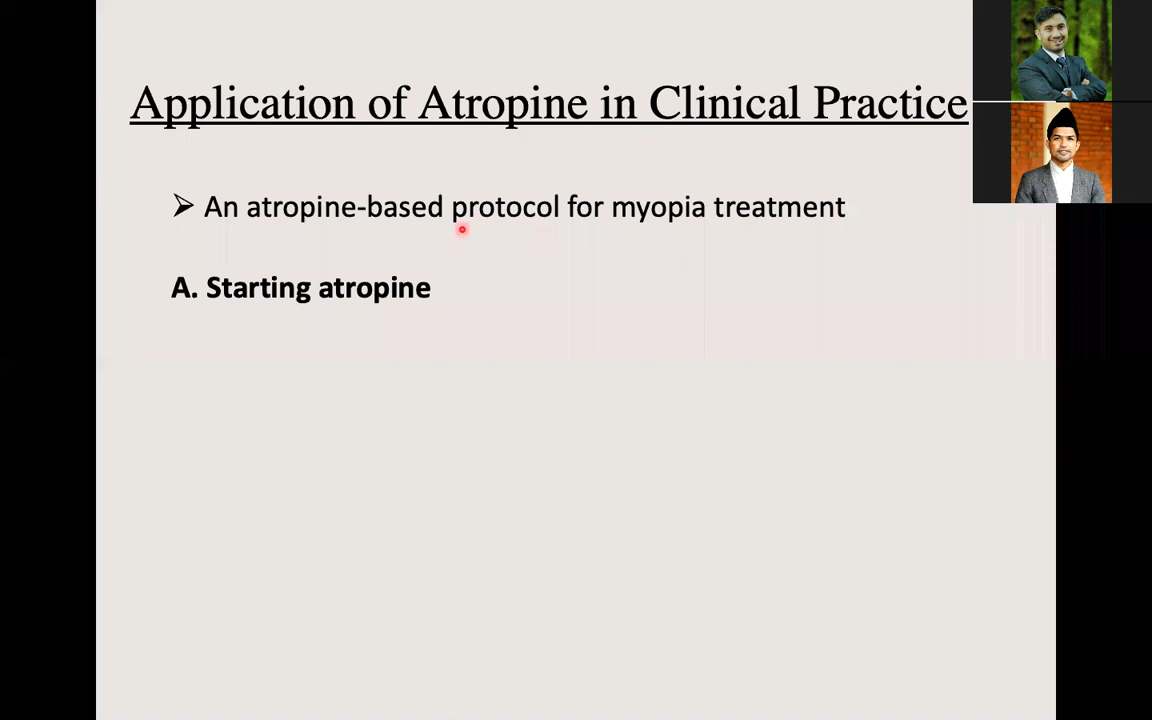 Application of Atropine in Clinical Practice
➢ An atropine-based protocol for myopia treatment
A. Starting atropine